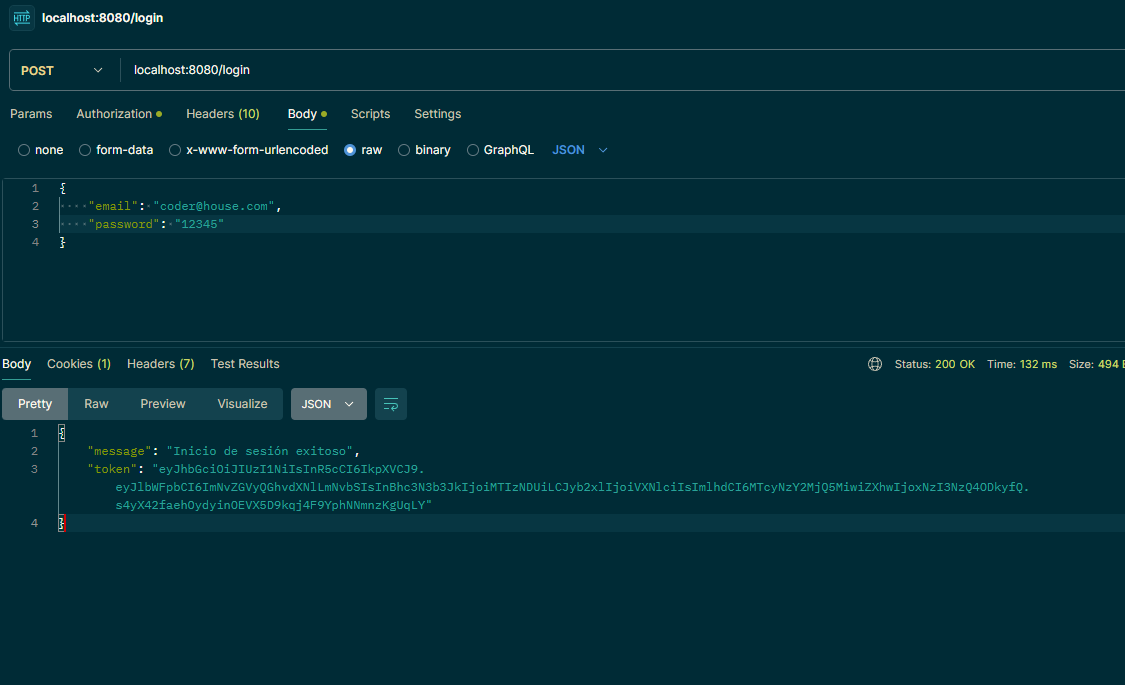 HTTP localhost:8080/login
POST localhost:8080/login
Params Authorization Headers (10) Body Scripts Settings
none form-data x-www-form-urlencoded raw binary GraphQL JSON
1 {
2 ····"email":·"coder@house.com",
3 ····"password":·"12345"
4 }
Body Cookies (1) Headers (7) Test Results Status: 200 OK Time: 132 ms Size: 494
Pretty Raw Preview Visualize JSON
1 {
2 "message": "Inicio de sesión exitoso",
3 "token": "eyJhbGciOiJIUzI1NiIsInR5cCI6IkpXVCJ9.
eyJlbWFpbCI6ImNvZGVyQGhvdXNlLmNvbSIsInBhc3N3b3JkIjoiMTIzNDUiLCJyb2xlIjoiVXNlciIsImlhdCI6MTcyNzY2MjQ5MiwiZXhwIjoxNzI3NzQ4ODkyfQ.
s4yX42faehOydyinOEVX5D9kqj4F9YphNNmnzKgUqLY"
4 }